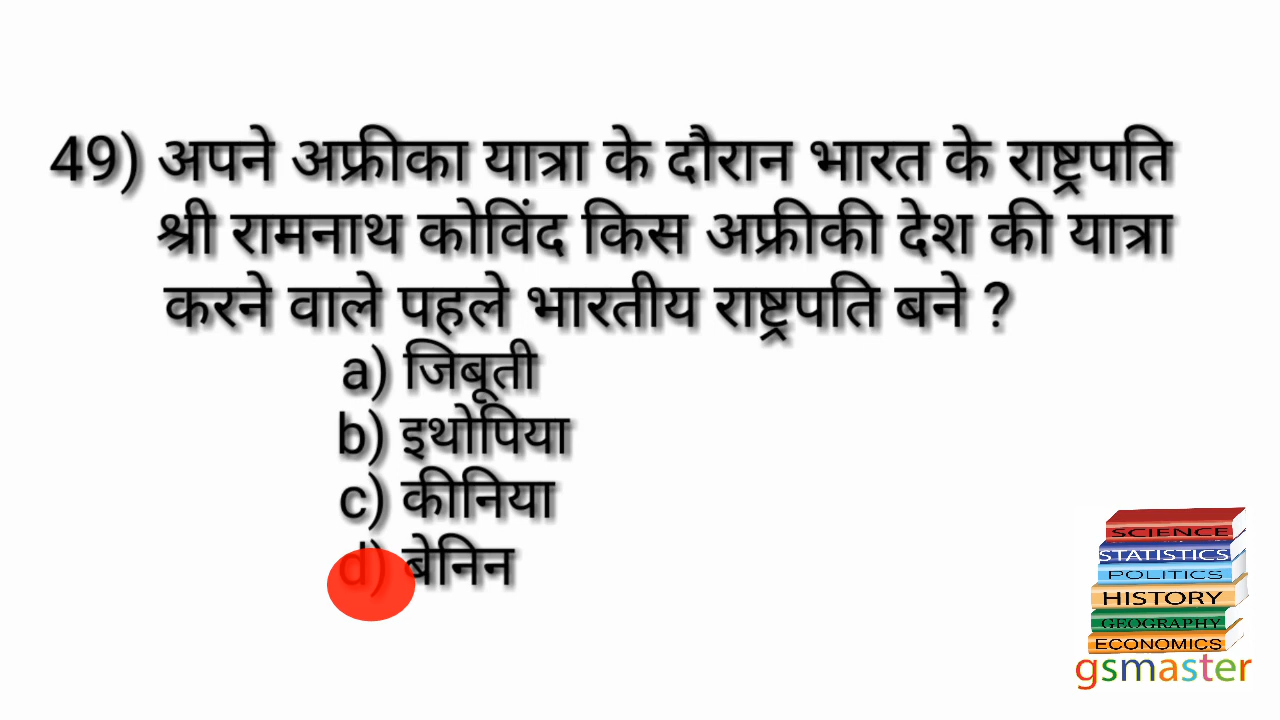 49) अपने अफ्रीका यात्रा के दौरान भारत के राष्ट्रपति
श्री रामनाथ कोविंद किस अफ्रीकी देश की यात्रा
करने वाले पहले भारतीय राष्ट्रपति बने ?
a) जिबूती
b) इथोपिया
c) कीनिया
d) बेनिन
SCIENCE
STATISTICS
POLITICS
HISTORY
GEOGRAPHY
ECONOMICS
gsmaster